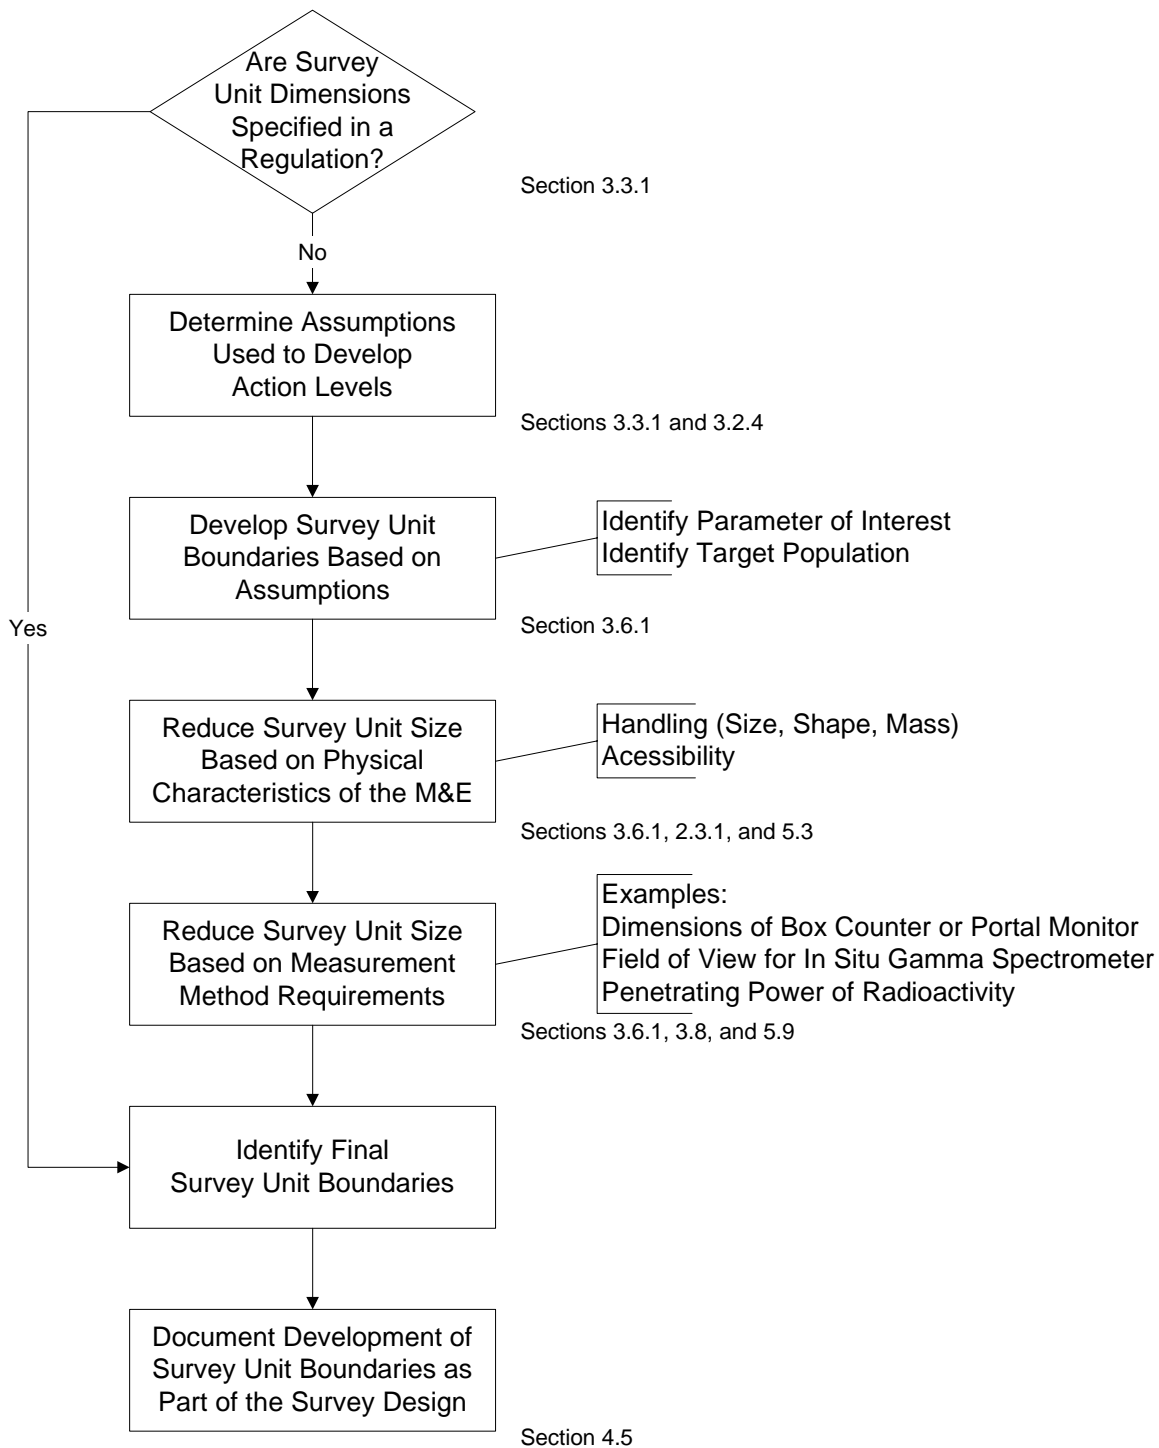 Are Survey
Unit Dimensions
Specified in a
Regulation?
Section 3.3.1
No
Determine Assumptions
Used to Develop
Action Levels
Sections 3.3.1 and 3.2.4
Develop Survey Unit
Boundaries Based on
Assumptions
Identify Parameter of Interest
Identify Target Population
Section 3.6.1
Yes
Reduce Survey Unit Size
Based on Physical
Characteristics of the M&E
Handling (Size, Shape, Mass)
Acessibility
Sections 3.6.1, 2.3.1, and 5.3
Reduce Survey Unit Size
Based on Measurement
Method Requirements
Examples:
Dimensions of Box Counter or Portal Monitor
Field of View for In Situ Gamma Spectrometer
Penetrating Power of Radioactivity
Sections 3.6.1, 3.8, and 5.9
Identify Final
Survey Unit Boundaries
Document Development of
Survey Unit Boundaries as
Part of the Survey Design
Section 4.5